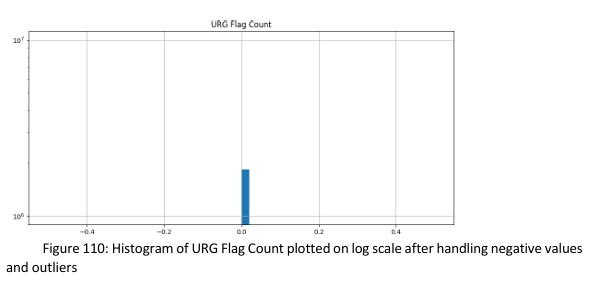 URG Flag Count
10⁷
10⁶
−0.4 −0.2 0.0 0.2 0.4
Figure 110: Histogram of URG Flag Count plotted on log scale after handling negative values
and outliers